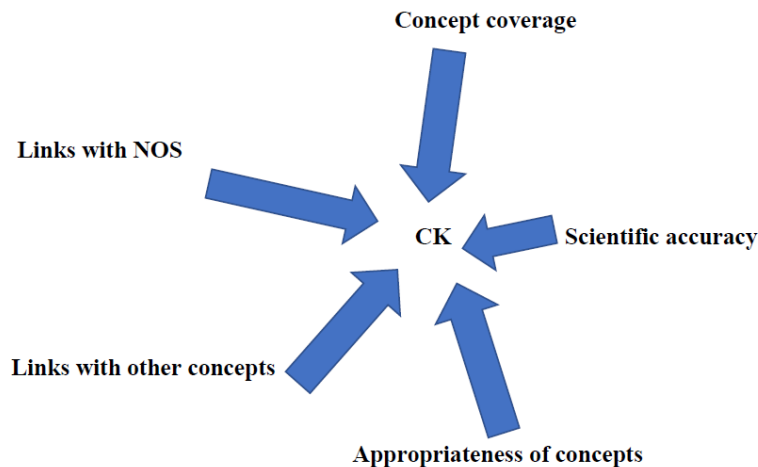 Concept coverage
Links with NOS
CK
Scientific accuracy
Links with other concepts
Appropriateness of concepts